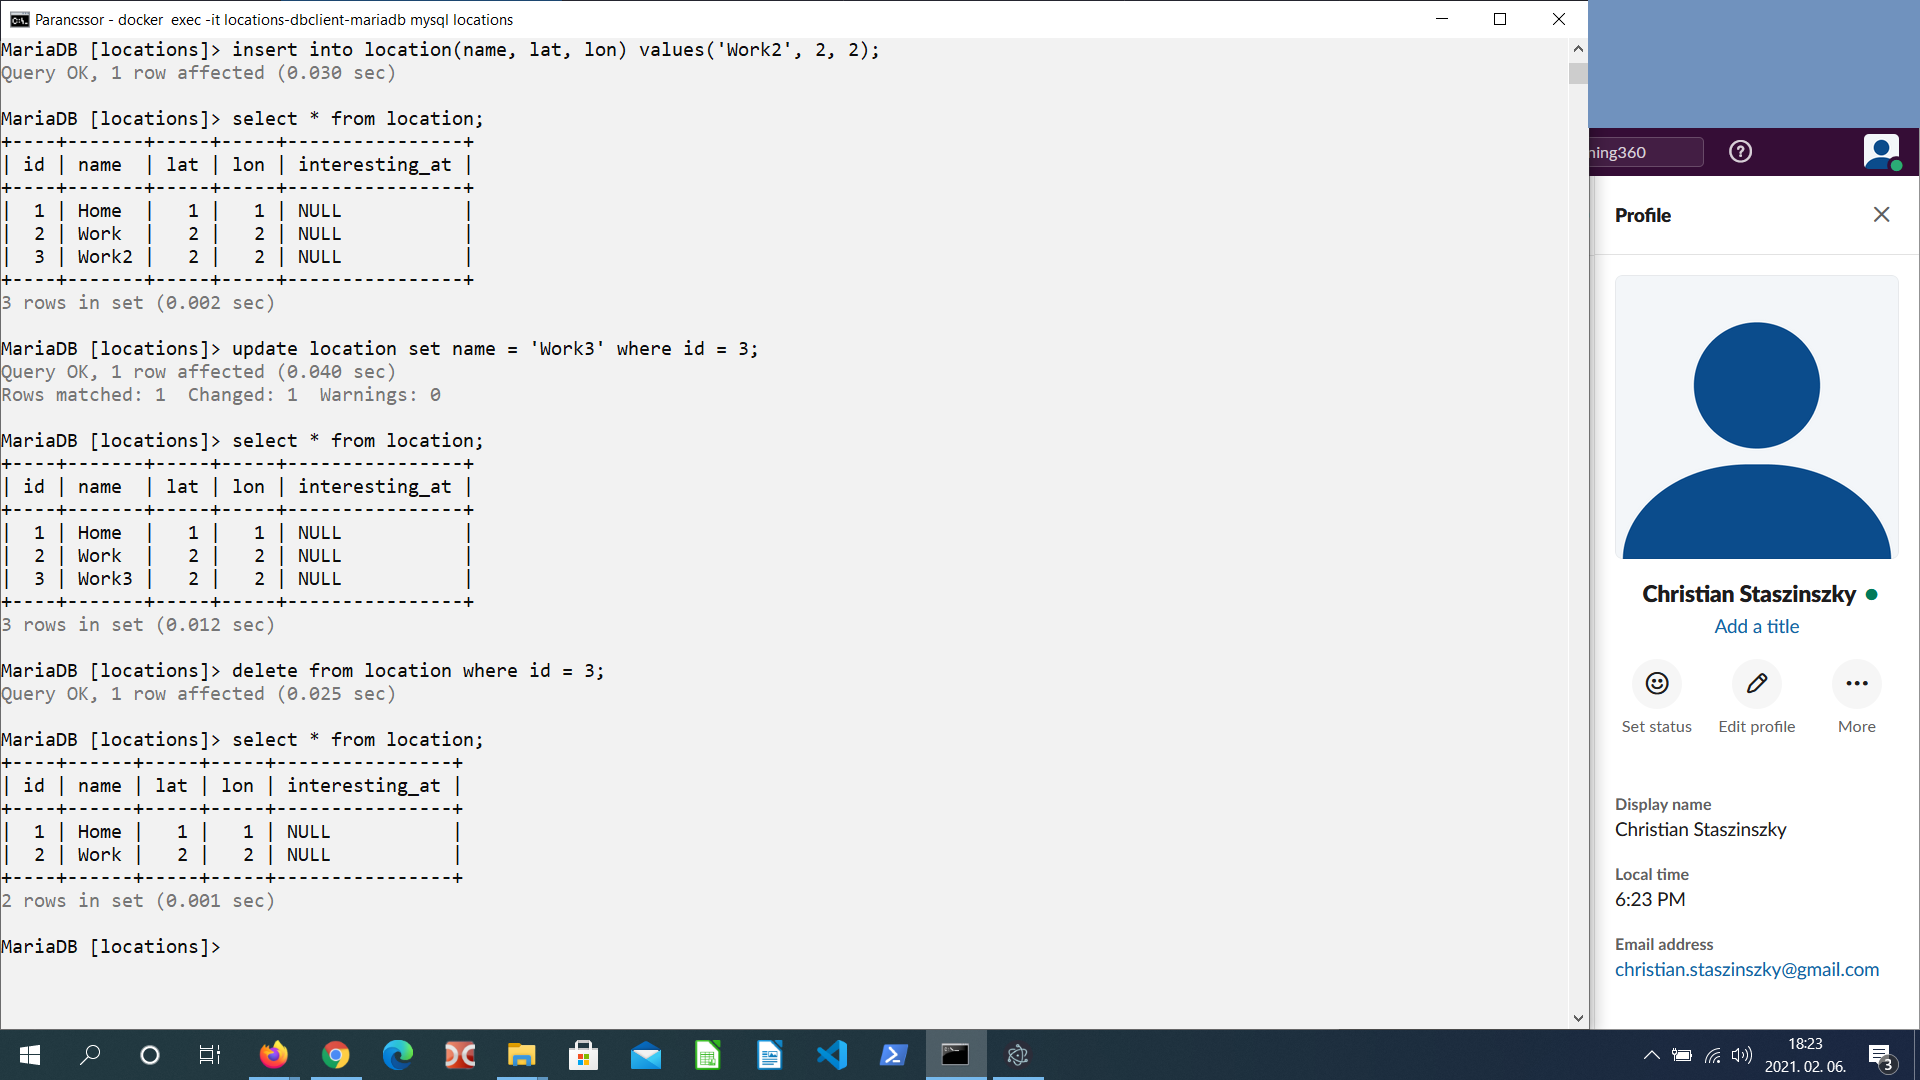 Parancssor - docker  exec -it locations-dbclient-mariadb mysql locations
MariaDB [locations]> insert into location(name, lat, lon) values('Work2', 2, 2);
Query OK, 1 row affected (0.030 sec)
MariaDB [locations]> select * from location;
+----+-------+-----+-----+----------------+
| id | name  | lat | lon | interesting_at |
+----+-------+-----+-----+----------------+
|  1 | Home  |   1 |   1 | NULL           |
|  2 | Work  |   2 |   2 | NULL           |
|  3 | Work2 |   2 |   2 | NULL           |
+----+-------+-----+-----+----------------+
3 rows in set (0.002 sec)
MariaDB [locations]> update location set name = 'Work3' where id = 3;
Query OK, 1 row affected (0.040 sec)
Rows matched: 1  Changed: 1  Warnings: 0
MariaDB [locations]> select * from location;
+----+-------+-----+-----+----------------+
| id | name  | lat | lon | interesting_at |
+----+-------+-----+-----+----------------+
|  1 | Home  |   1 |   1 | NULL           |
|  2 | Work  |   2 |   2 | NULL           |
|  3 | Work3 |   2 |   2 | NULL           |
+----+-------+-----+-----+----------------+
3 rows in set (0.012 sec)
MariaDB [locations]> delete from location where id = 3;
Query OK, 1 row affected (0.025 sec)
MariaDB [locations]> select * from location;
+----+------+-----+-----+----------------+
| id | name | lat | lon | interesting_at |
+----+------+-----+-----+----------------+
|  1 | Home |   1 |   1 | NULL           |
|  2 | Work |   2 |   2 | NULL           |
+----+------+-----+-----+----------------+
2 rows in set (0.001 sec)
MariaDB [locations]>
ning360
Profile
Christian Staszinszky
Add a title
Set status
Edit profile
More
Display name
Christian Staszinszky
Local time
6:23 PM
Email address
christian.staszinszky@gmail.com
18:23
2021. 02. 06.
3